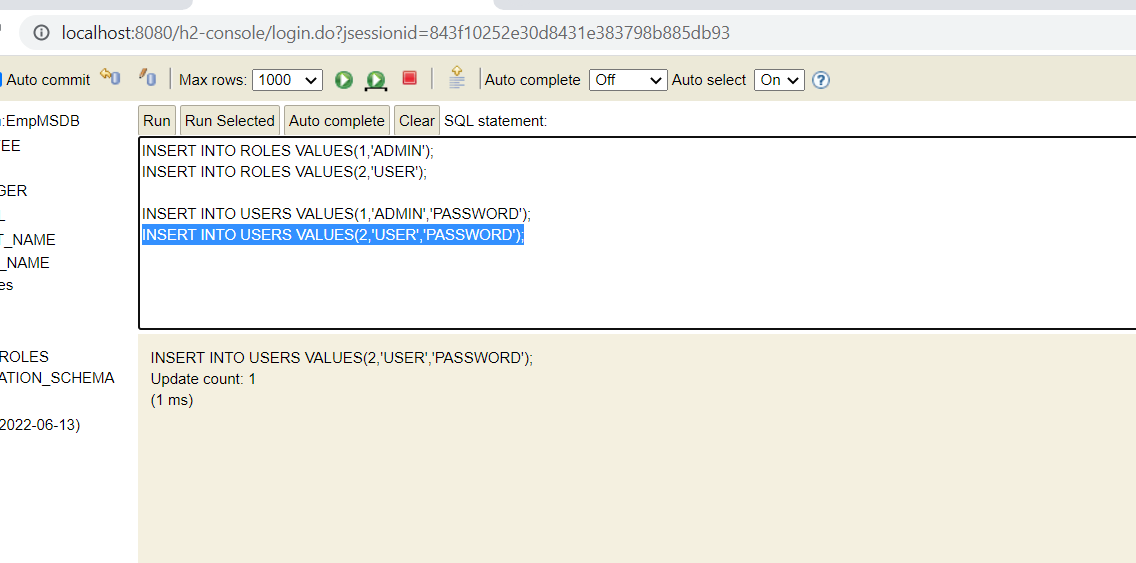 localhost:8080/h2-console/login.do?jsessionid=843f10252e30d8431e383798b885db93
Auto commit Max rows: 1000 Auto complete Off Auto select On ?
:EmpMSDB
Run Run Selected Auto complete Clear SQL statement:
EE
GER
L
T_NAME
_NAME
es
ROLES
ATION_SCHEMA
2022-06-13)
INSERT INTO ROLES VALUES(1,'ADMIN');
INSERT INTO ROLES VALUES(2,'USER');
INSERT INTO USERS VALUES(1,'ADMIN','PASSWORD');
INSERT INTO USERS VALUES(2,'USER','PASSWORD');
INSERT INTO USERS VALUES(2,'USER','PASSWORD');
Update count: 1
(1 ms)